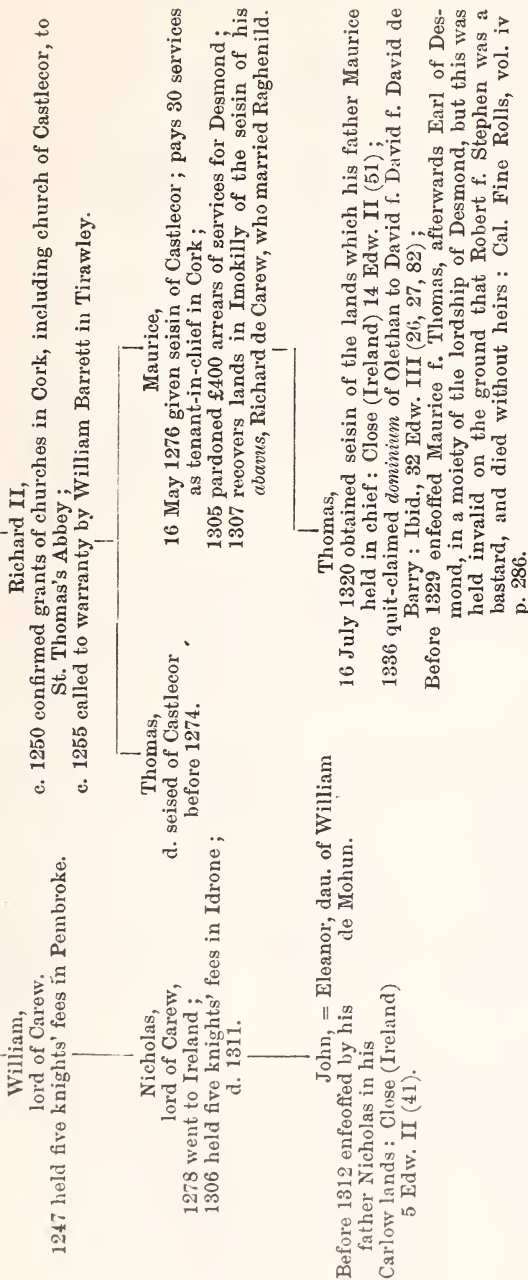 William,
lord of Carew.
1247 held five knights' fees in Pembroke.
Nicholas,
lord of Carew,
1278 went to Ireland ;
1306 held five knights' fees in Idrone ;
d. 1311.
John, = Eleanor, dau. of William
de Mohun.
Before 1312 enfeoffed by his
father Nicholas in his
Carlow lands : Close (Ireland)
5 Edw. II (41).
Richard II,
c. 1250 confirmed grants of churches in Cork, including church of Castlecor, to
St. Thomas's Abbey ;
c. 1255 called to warranty by William Barrett in Tirawley.
Thomas,
d. seised of Castlecor
before 1274.
Maurice,
16 May 1276 given seisin of Castlecor ; pays 30 services
as tenant-in-chief in Cork ;
1305 pardoned £400 arrears of services for Desmond ;
1307 recovers lands in Imokilly of the seisin of his
abavus, Richard de Carew, who married Raghenild.
Thomas,
16 July 1320 obtained seisin of the lands which his father Maurice
held in chief : Close (Ireland) 14 Edw. II (51) ;
1336 quit-claimed dominium of Olethan to David f. David f. David de
Barry : Ibid., 32 Edw. III (26, 27, 82) ;
Before 1329 enfeoffed Maurice f. Thomas, afterwards Earl of Des-
mond, in a moiety of the lordship of Desmond, but this was
held invalid on the ground that Robert f. Stephen was a
bastard, and died without heirs : Cal. Fine Rolls, vol. iv
p. 286.